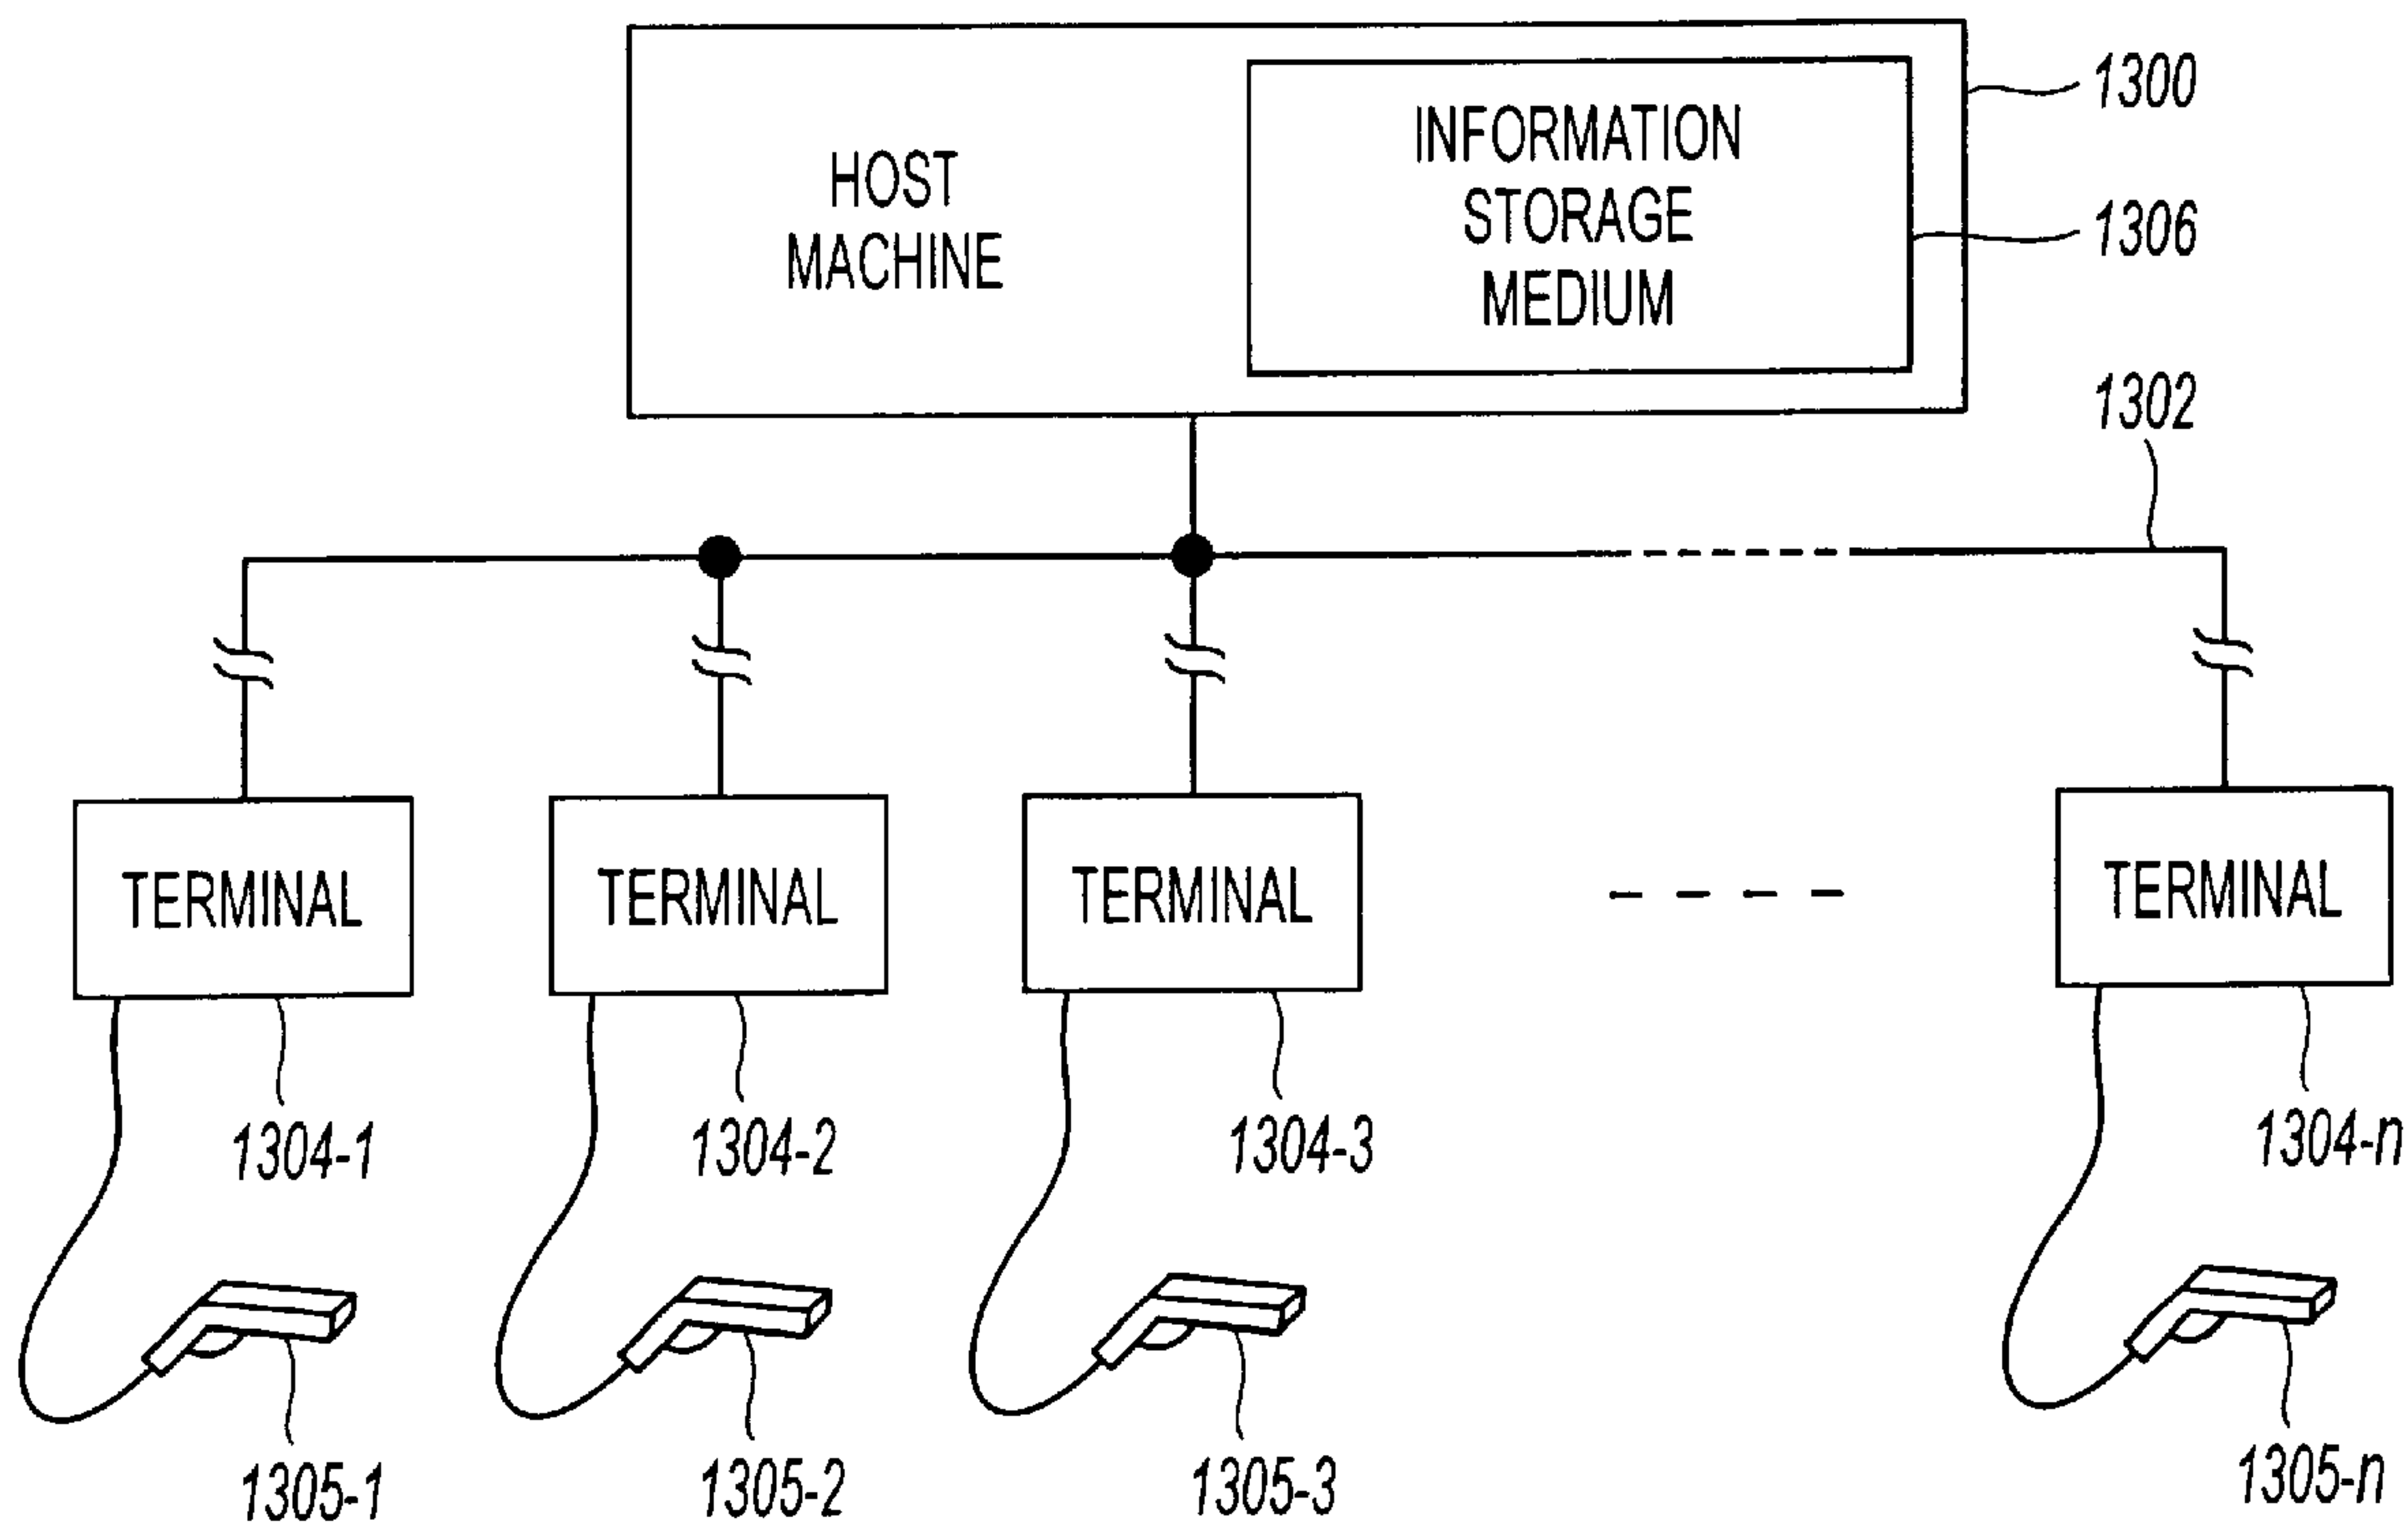 HOST
MACHINE
INFORMATION
STORAGE
MEDIUM
1300
1306
1302
TERMINAL
TERMINAL
TERMINAL
TERMINAL
1304-1
1304-2
1304-3
1304-n
1305-1
1305-2
1305-3
1305-n